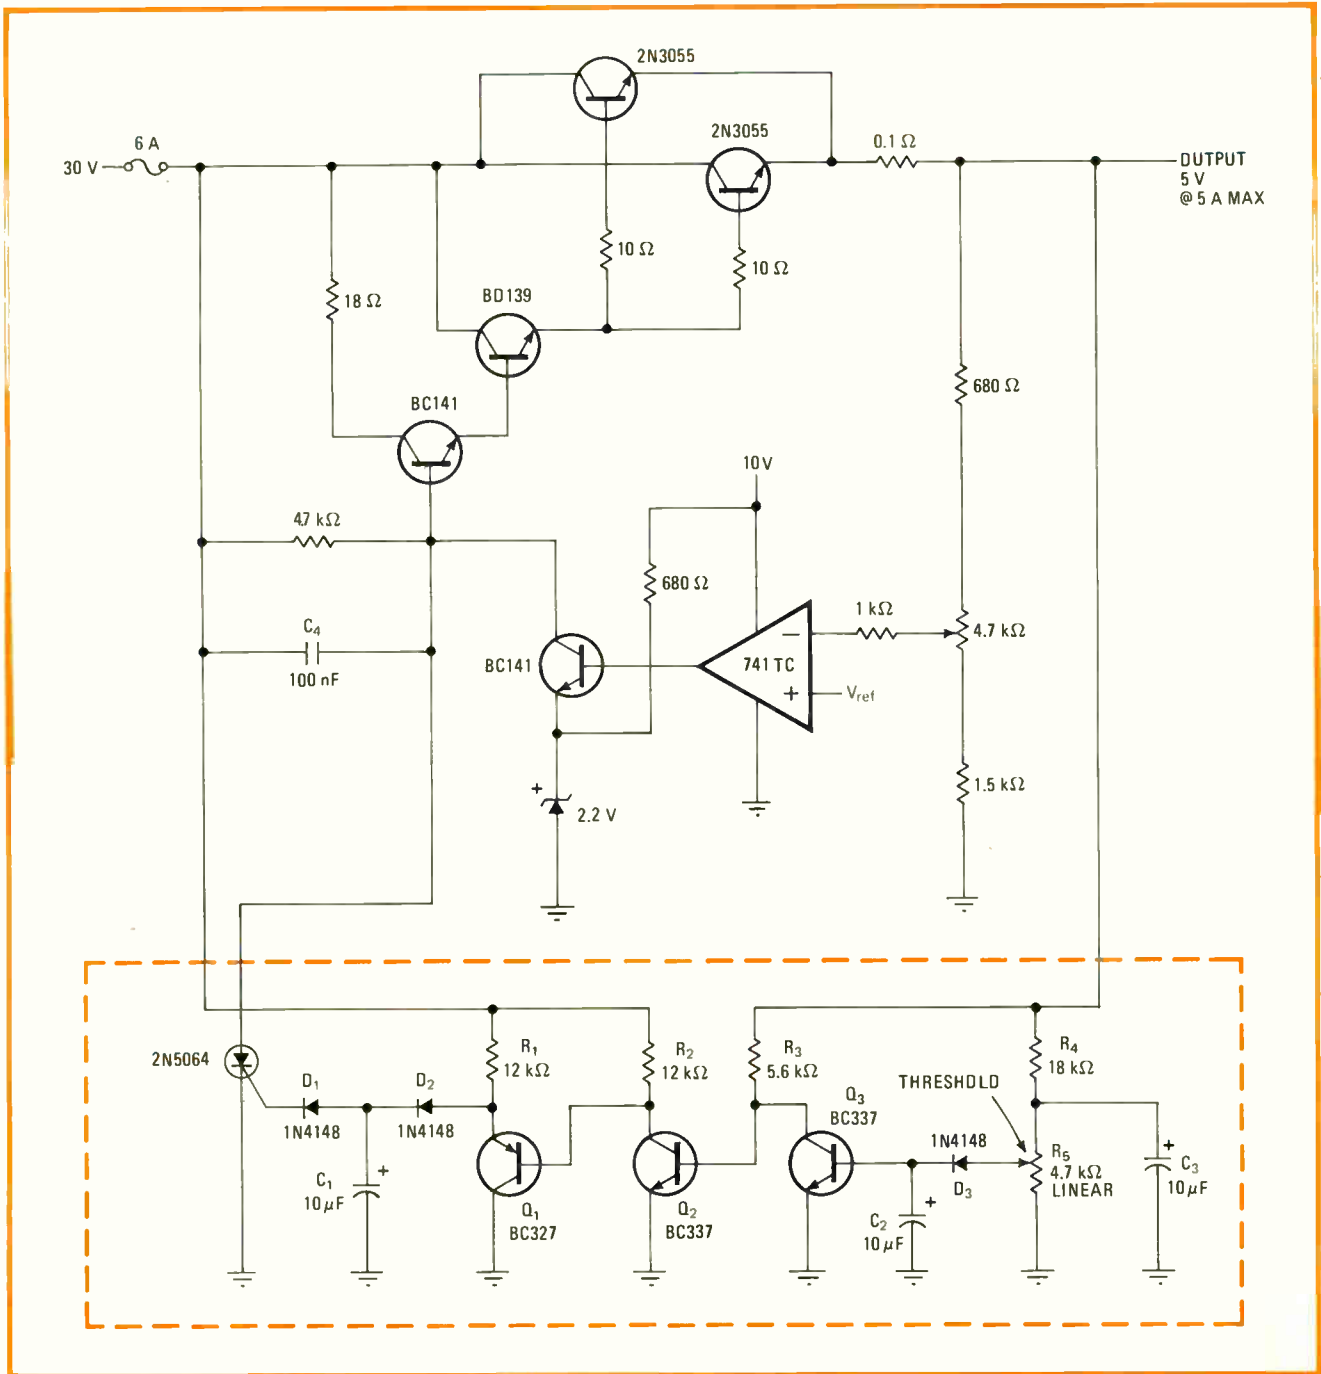 2N3055
2N3055
6 A
30 V
0.1 Ω
DUTPUT
5 V
@ 5 A MAX
10 Ω
10 Ω
18 Ω
BD139
680 Ω
BC141
10 V
4.7 kΩ
680 Ω
1 kΩ
4.7 kΩ
C4
100 nF
BC141
741 TC
−
+
Vref
1.5 kΩ
+
2.2 V
2N5064
D1
1N4148
D2
1N4148
R1
12 kΩ
R2
12 kΩ
R3
5.6 kΩ
R4
18 kΩ
THRESHOLD
Q3
BC337
1N4148
D3
R5
4.7 kΩ
LINEAR
+
C3
10 μF
C1
10 μF
+
Q1
BC327
Q2
BC337
C2
10 μF
+